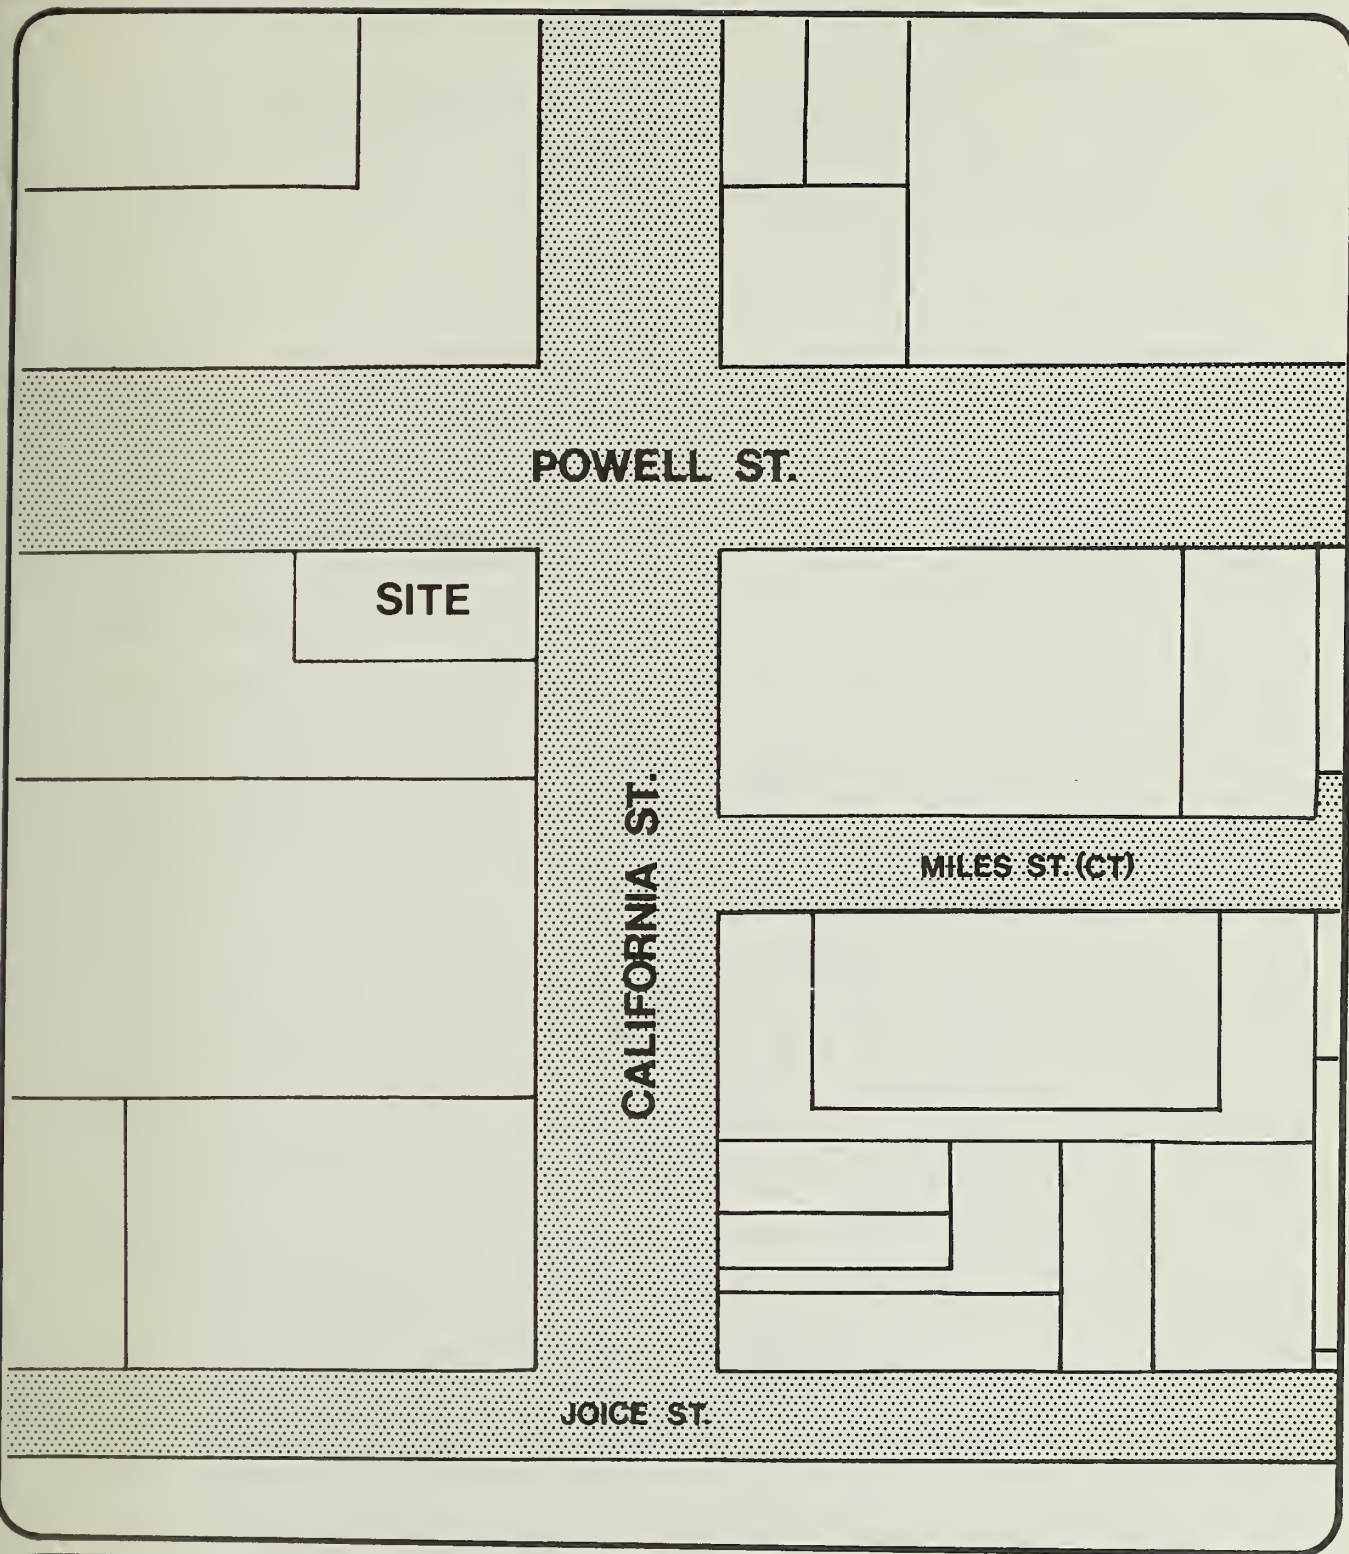 POWELL ST.
SITE
CALIFORNIA ST.
MILES ST. (CT)
JOICE ST.